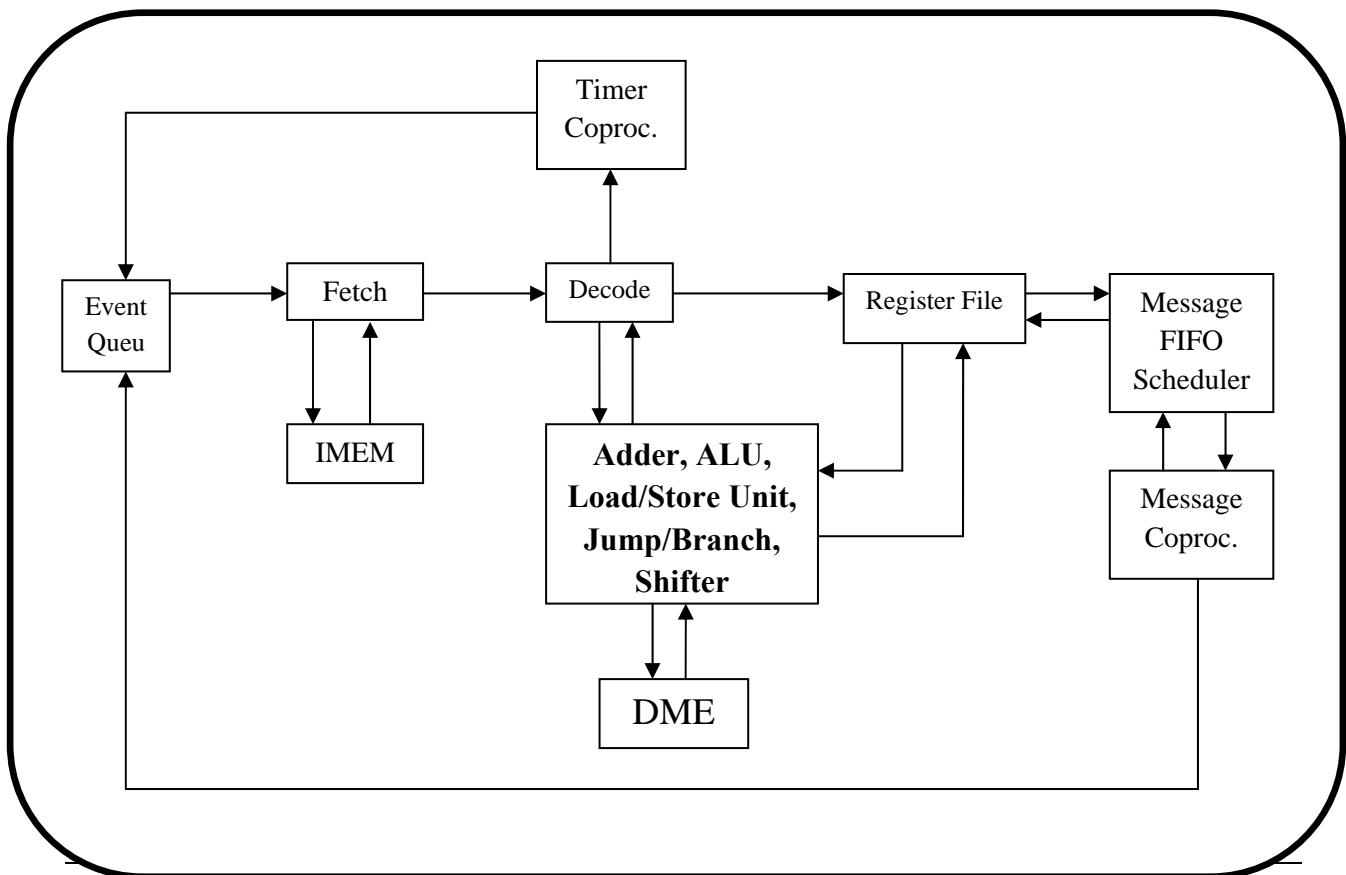 Timer
Coproc.
Event
Queu
Fetch
Decode
Register File
Message
FIFO
Scheduler
IMEM
Adder, ALU,
Load/Store Unit,
Jump/Branch,
Shifter
Message
Coproc.
DME